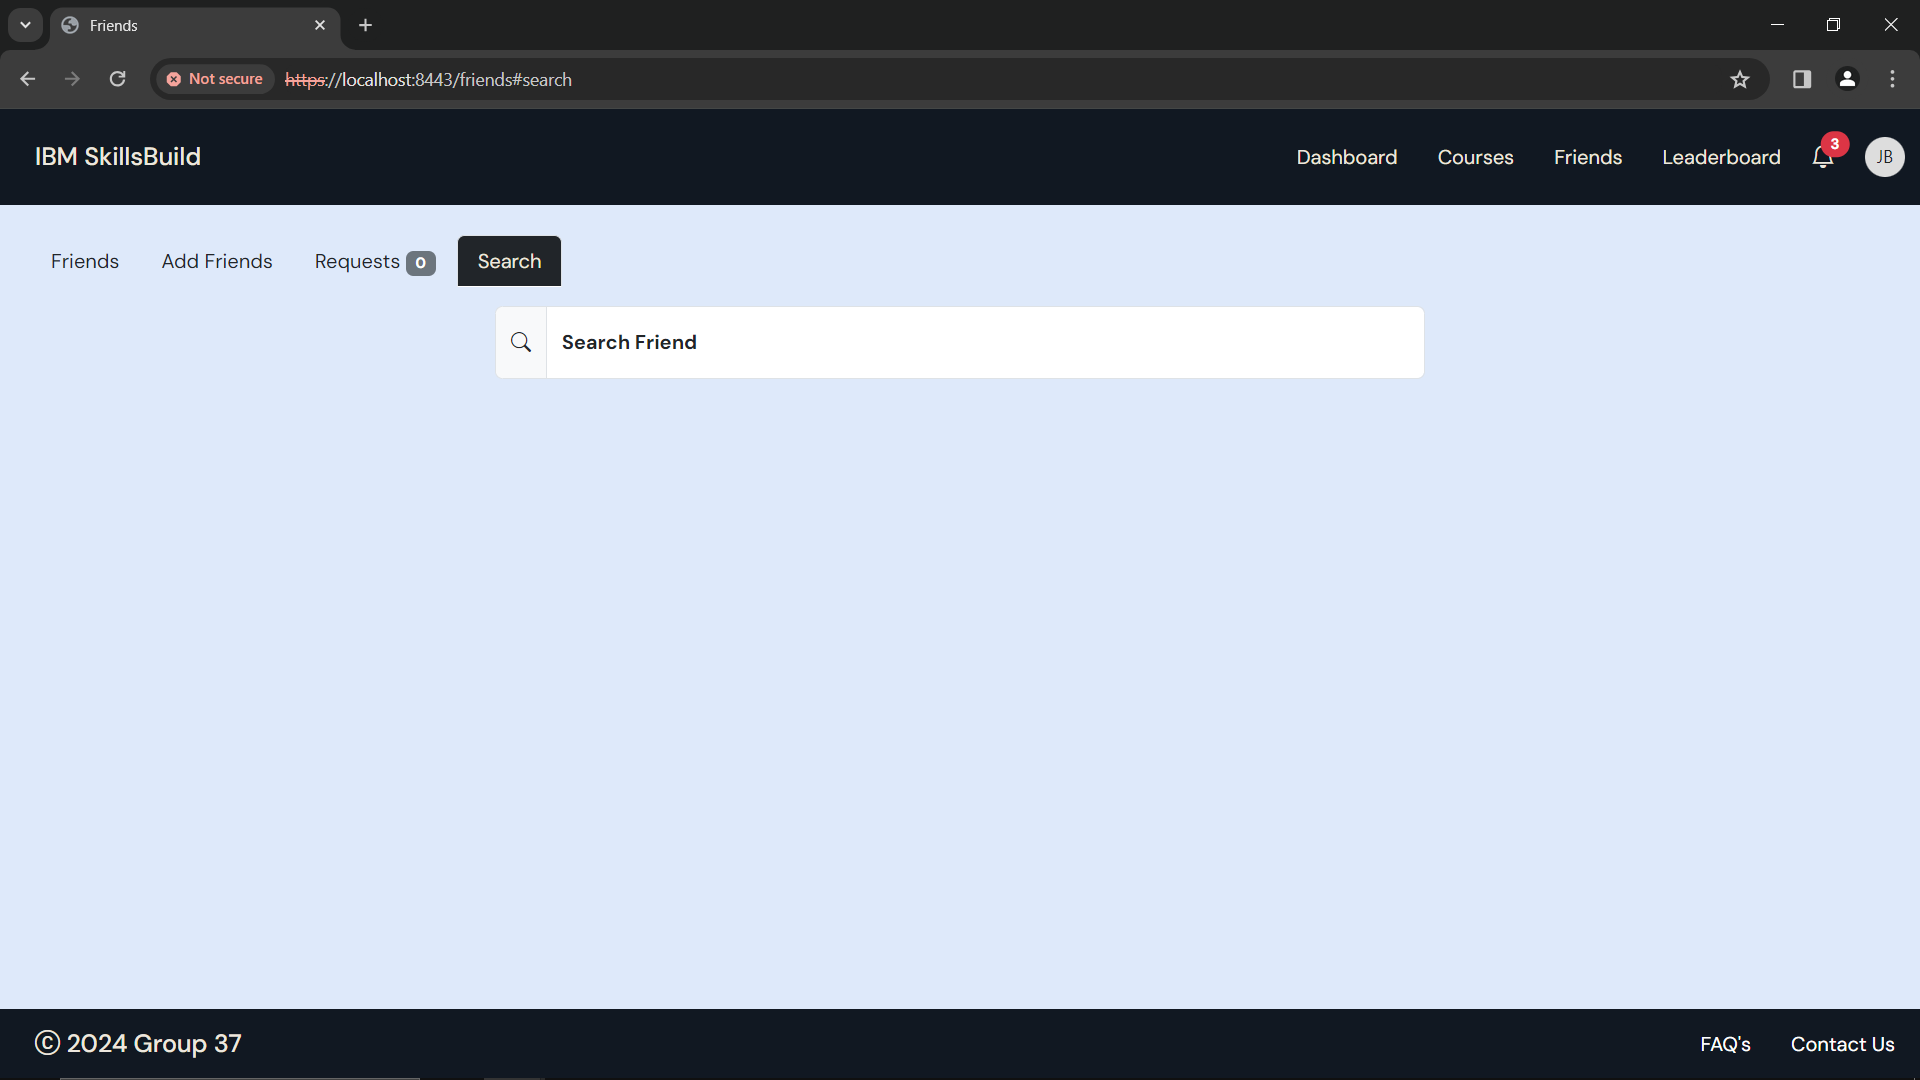 Friends
Not secure https://localhost:8443/friends#search
IBM SkillsBuild Dashboard Courses Friends Leaderboard 3 JB
Friends Add Friends Requests 0 Search
Search Friend
© 2024 Group 37 FAQ's Contact Us